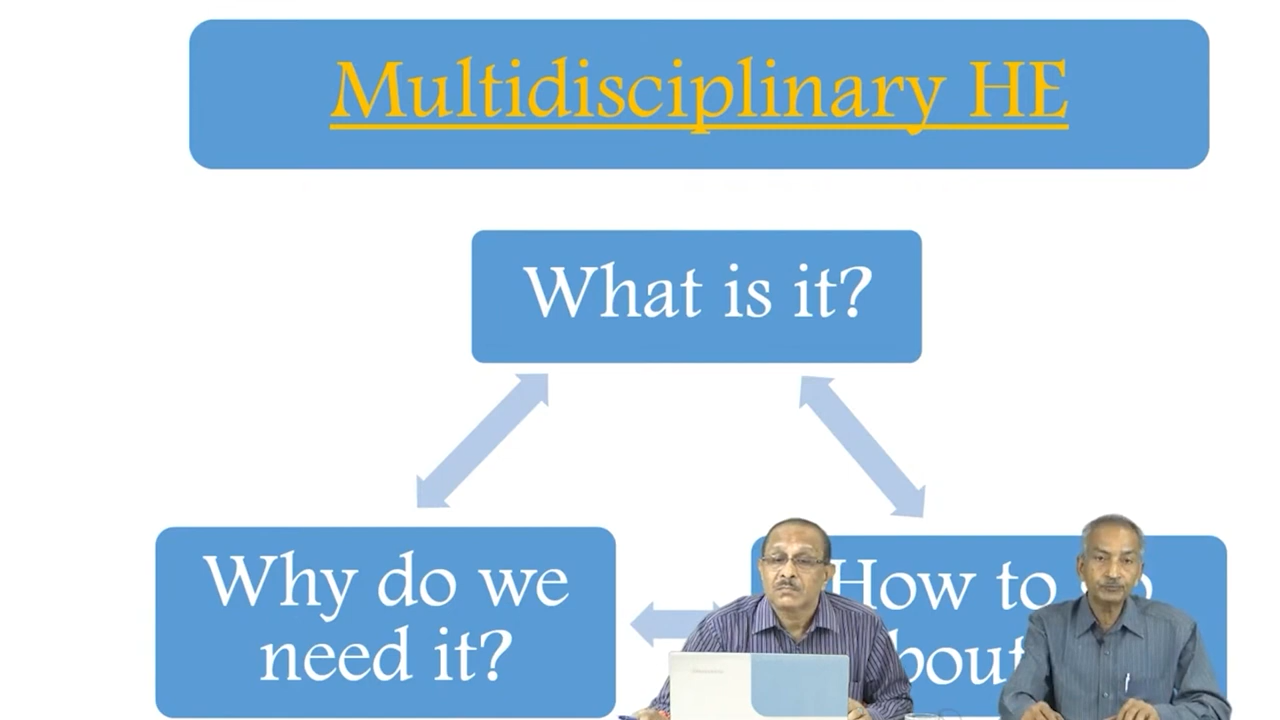 Multidisciplinary HE
What is it?
Why do we
need it?
How to